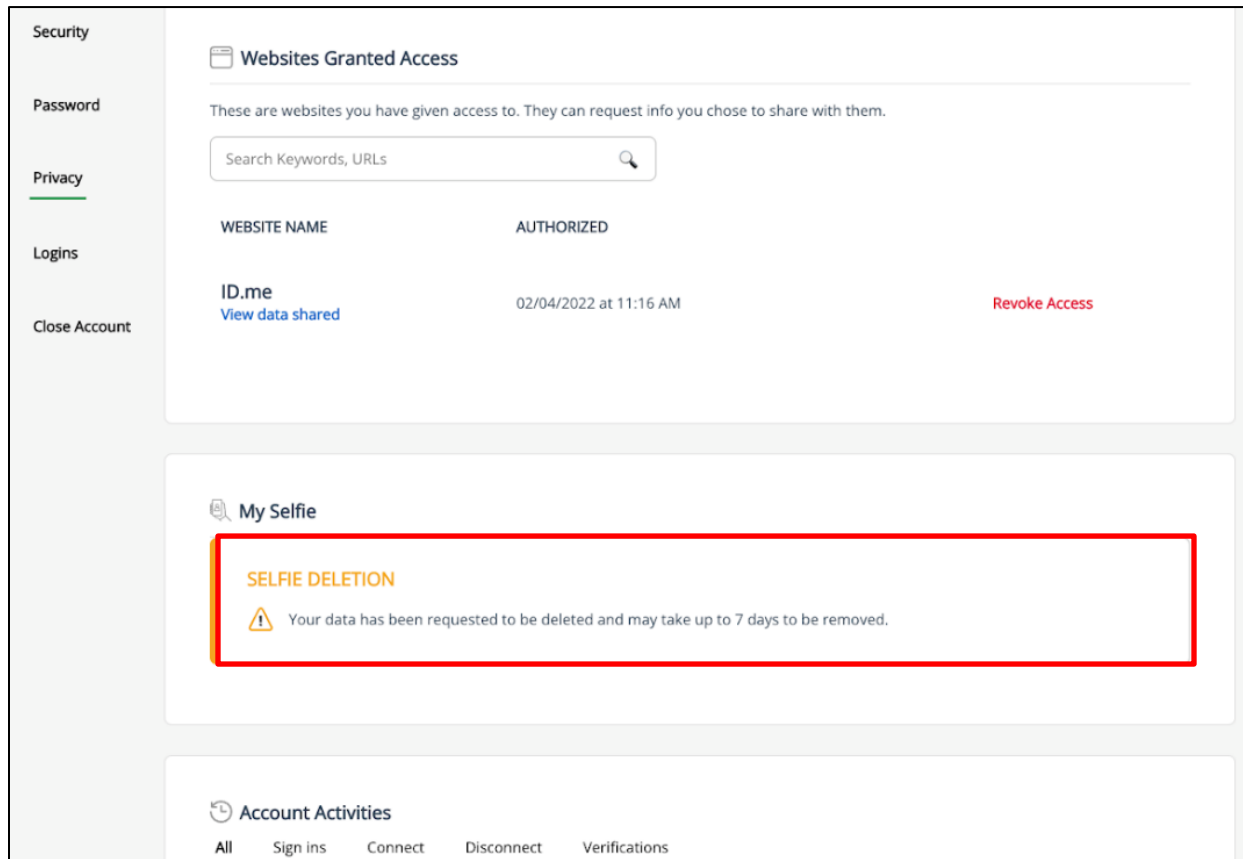 Security
Password
Privacy
Logins
Close Account
Websites Granted Access
These are websites you have given access to. They can request info you chose to share with them.
Search Keywords, URLs
WEBSITE NAME AUTHORIZED
ID.me 02/04/2022 at 11:16 AM Revoke Access
View data shared
My Selfie
SELFIE DELETION
Your data has been requested to be deleted and may take up to 7 days to be removed.
Account Activities
All Sign ins Connect Disconnect Verifications